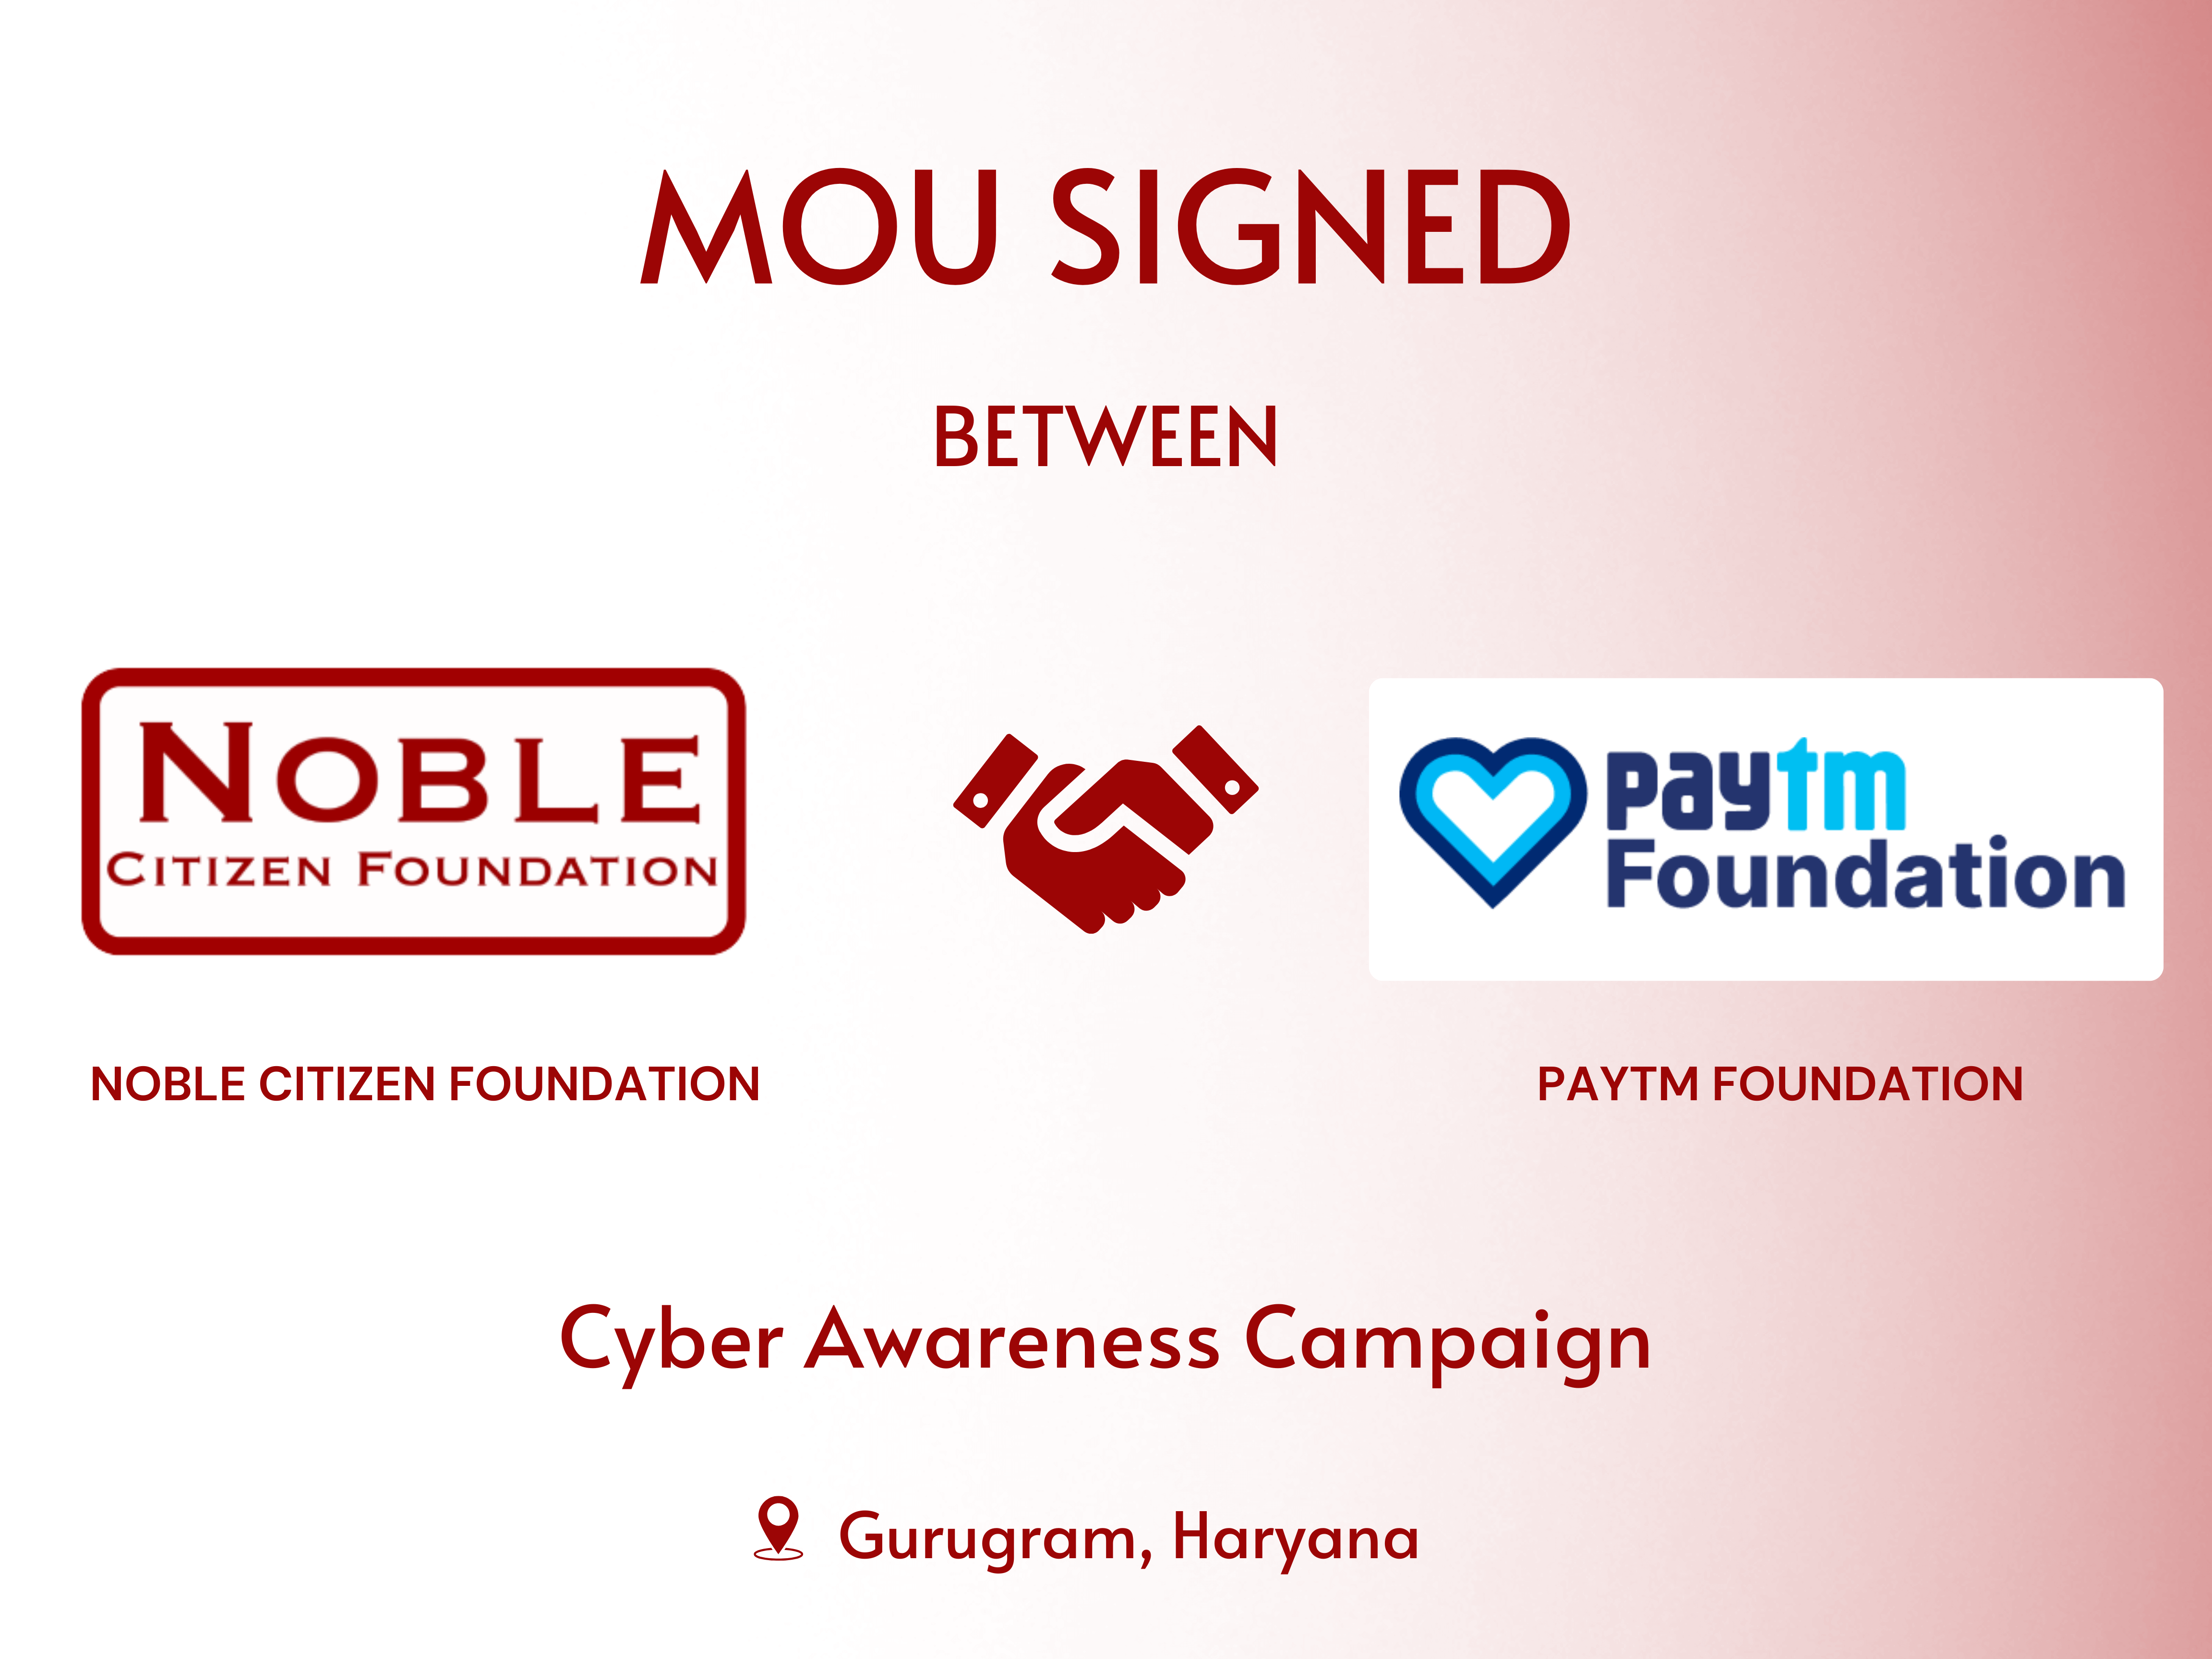 MOU SIGNED
BETWEEN
NOBLE
CITIZEN FOUNDATION
paytm
Foundation
NOBLE CITIZEN FOUNDATION
PAYTM FOUNDATION
Cyber Awareness Campaign
Gurugram, Haryana